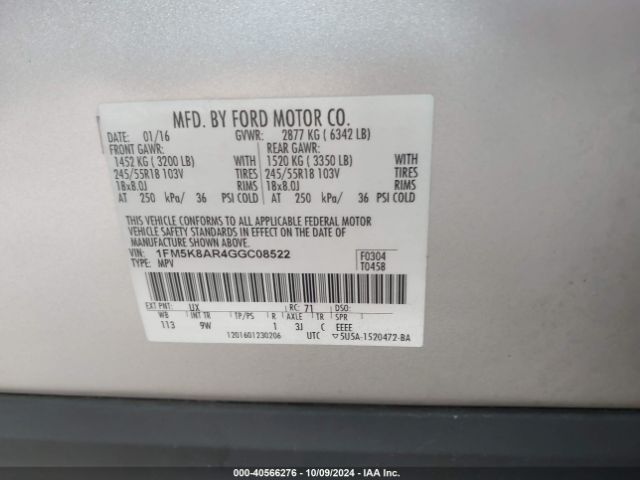 MFD. BY FORD MOTOR CO.
DATE: 01/16 GVWR: 2877 KG ( 6342 LB)
FRONT GAWR: REAR GAWR:
1452 KG ( 3200 LB) WITH 1520 KG ( 3350 LB) WITH
245/55R18 103V TIRES 245/55R18 103V TIRES
18x8.0J RIMS 18x8.0J RIMS
AT 250 kPa/ 36 PSI COLD AT 250 kPa/ 36 PSI COLD
THIS VEHICLE CONFORMS TO ALL APPLICABLE FEDERAL MOTOR
VEHICLE SAFETY STANDARDS IN EFFECT ON THE DATE OF
MANUFACTURE SHOWN ABOVE.
VIN: 1FM5K8AR4GGC08522 F0304
TYPE: MPV T0458
EXT PNT: UX RC: 71 DSO:
WB INT TR TP/PS R AXLE TR SPR
113 9W 1 3J C EEEE
1201601230206 UTC ▽5U5A-1520472-BA
000-40566276 - 10/09/2024 - IAA Inc.